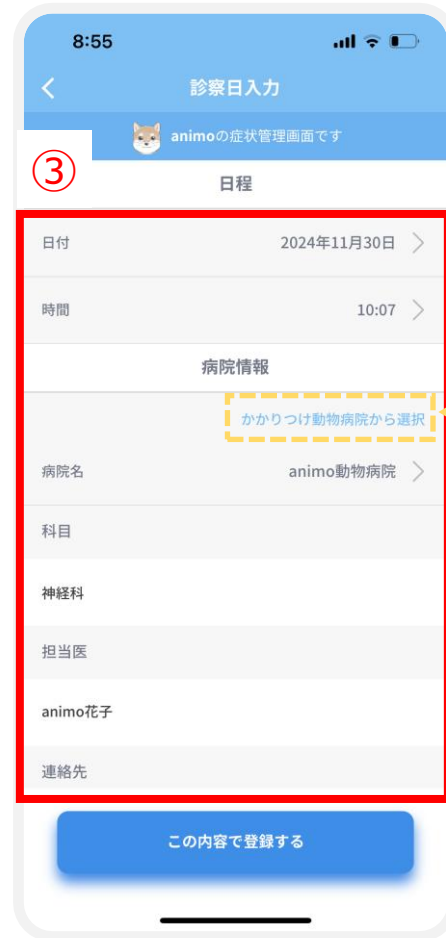 8:55
診察日入力
animoの症状管理画面です
③
日程
日付 2024年11月30日
時間 10:07
病院情報
かかりつけ動物病院から選択
病院名 animo動物病院
科目
神経科
担当医
animo花子
連絡先
この内容で登録する